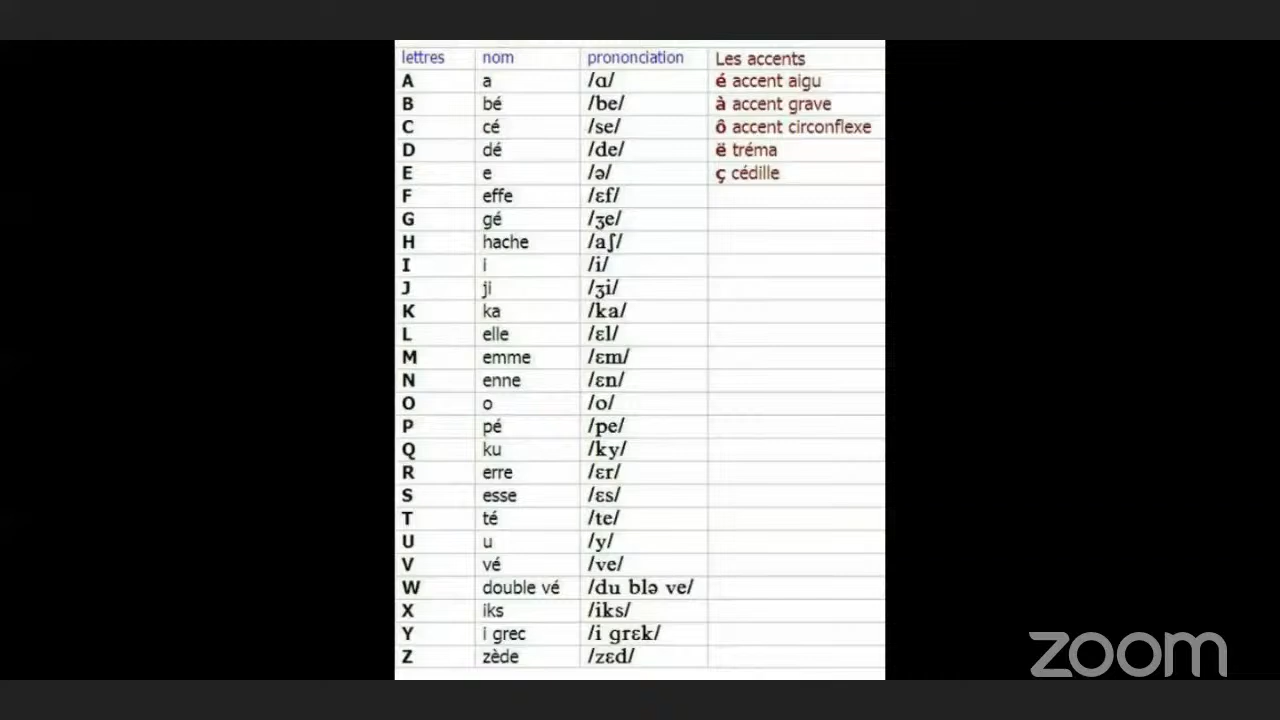 lettres nom prononciation Les accents
A a /ɑ/ é accent aigu
B bé /be/ à accent grave
C cé /se/ ô accent circonflexe
D dé /de/ ë tréma
E e /ə/ ç cédille
F effe /ɛf/
G gé /ʒe/
H hache /aʃ/
I i /i/
J ji /ʒi/
K ka /ka/
L elle /ɛl/
M emme /ɛm/
N enne /ɛn/
O o /o/
P pé /pe/
Q ku /ky/
R erre /ɛr/
S esse /ɛs/
T té /te/
U u /y/
V vé /ve/
W double vé /du blə ve/
X iks /iks/
Y i grec /i grɛk/
Z zède /zɛd/
zoom